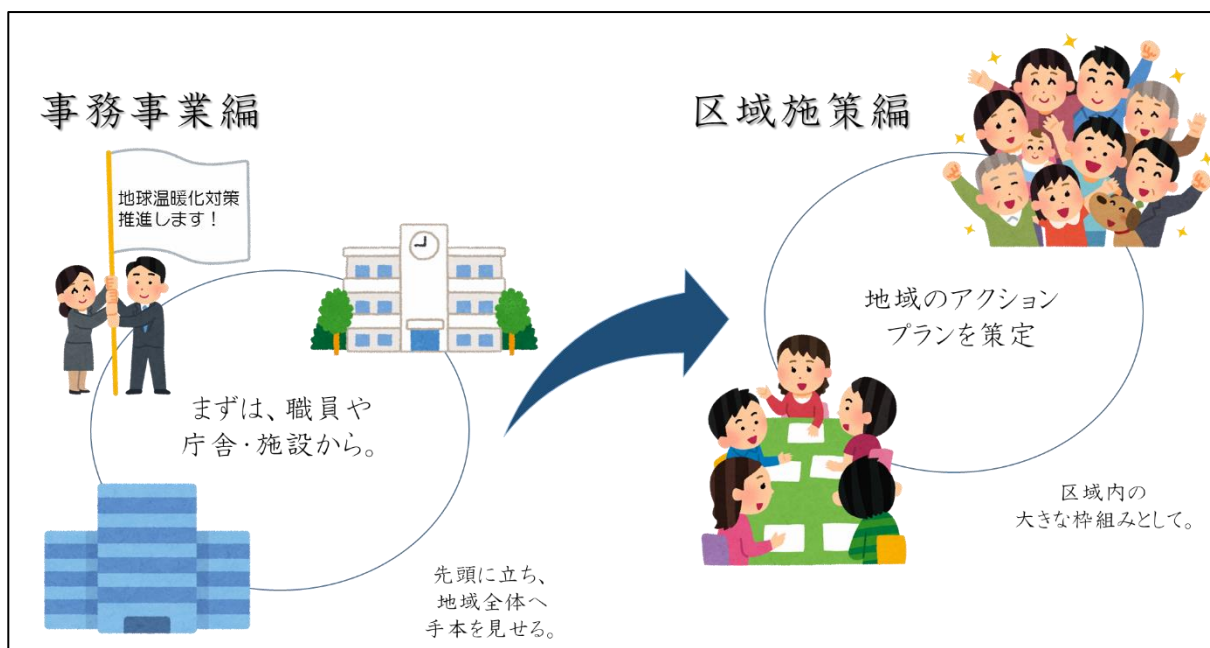 事務事業編
地球温暖化対策
推進します！
まずは、職員や
庁舎・施設から。
先頭に立ち、
地域全体へ
手本を見せる。
区域施策編
地域のアクション
プランを策定
区域内の
大きな枠組みとして。